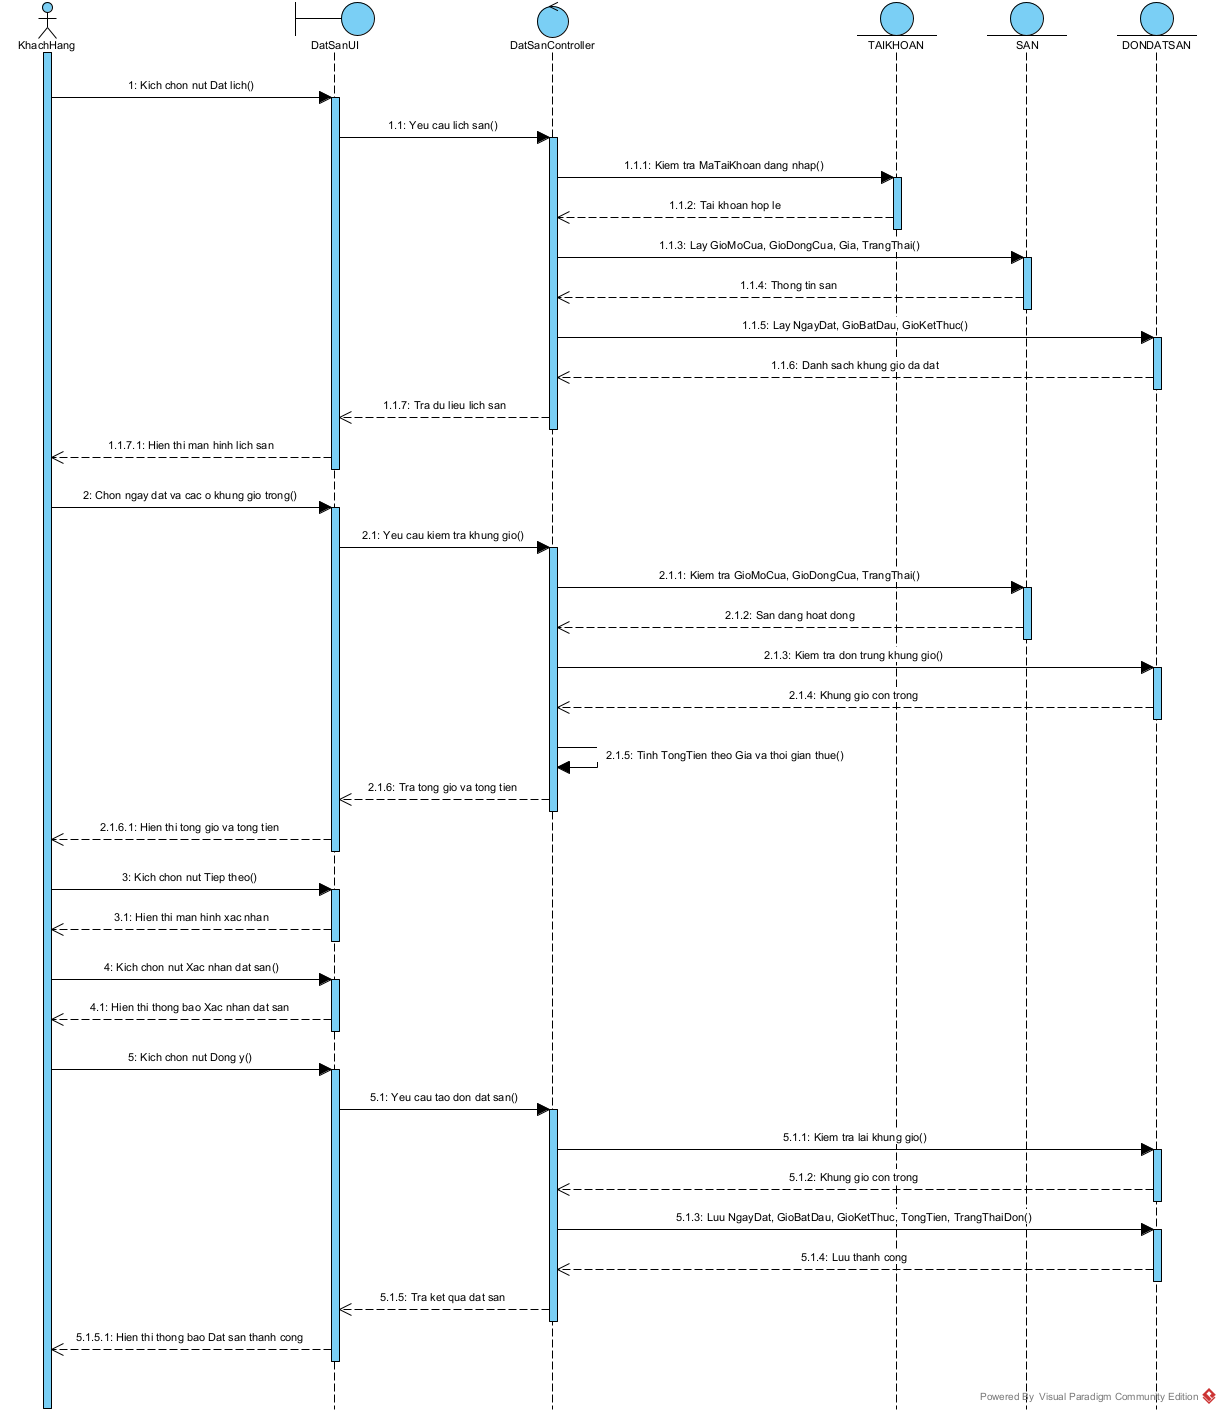 KhachHang
DatSanUI
DatSanController
TAIKHOAN
SAN
DONDATSAN
1: Kich chon nut Dat lich()
1.1: Yeu cau lich san()
1.1.1: Kiem tra MaTaiKhoan dang nhap()
1.1.2: Tai khoan hop le
1.1.3: Lay GioMoCua, GioDongCua, Gia, TrangThai()
1.1.4: Thong tin san
1.1.5: Lay NgayDat, GioBatDau, GioKetThuc()
1.1.6: Danh sach khung gio da dat
1.1.7: Tra du lieu lich san
1.1.7.1: Hien thi man hinh lich san
2: Chon ngay dat va cac o khung gio trong()
2.1: Yeu cau kiem tra khung gio()
2.1.1: Kiem tra GioMoCua, GioDongCua, TrangThai()
2.1.2: San dang hoat dong
2.1.3: Kiem tra don trung khung gio()
2.1.4: Khung gio con trong
2.1.5: Tinh TongTien theo Gia va thoi gian thue()
2.1.6: Tra tong gio va tong tien
2.1.6.1: Hien thi tong gio va tong tien
3: Kich chon nut Tiep theo()
3.1: Hien thi man hinh xac nhan
4: Kich chon nut Xac nhan dat san()
4.1: Hien thi thong bao Xac nhan dat san
5: Kich chon nut Dong y()
5.1: Yeu cau tao don dat san()
5.1.1: Kiem tra lai khung gio()
5.1.2: Khung gio con trong
5.1.3: Luu NgayDat, GioBatDau, GioKetThuc, TongTien, TrangThaiDon()
5.1.4: Luu thanh cong
5.1.5: Tra ket qua dat san
5.1.5.1: Hien thi thong bao Dat san thanh cong
Powered By Visual Paradigm Community Edition